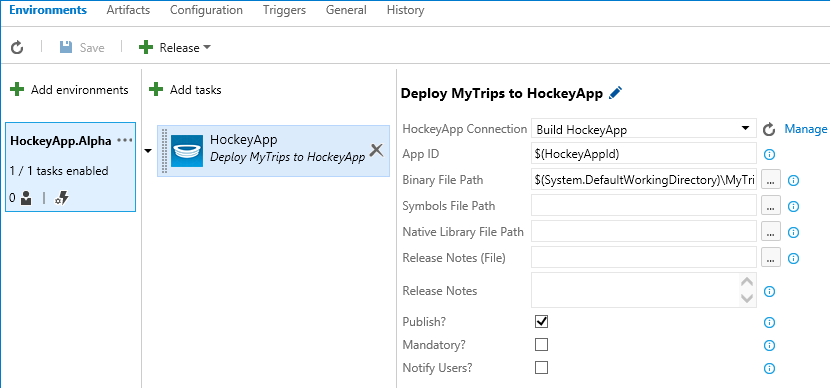 Environments Artifacts Configuration Triggers General History
Save Release
Add environments
Add tasks
HockeyApp.Alpha ...
1 / 1 tasks enabled
0
HockeyApp
Deploy MyTrips to HockeyApp
Deploy MyTrips to HockeyApp
HockeyApp Connection Build HockeyApp Manage
App ID $(HockeyAppId)
Binary File Path $(System.DefaultWorkingDirectory)\MyTri ...
Symbols File Path ...
Native Library File Path ...
Release Notes (File) ...
Release Notes
Publish?
Mandatory?
Notify Users?